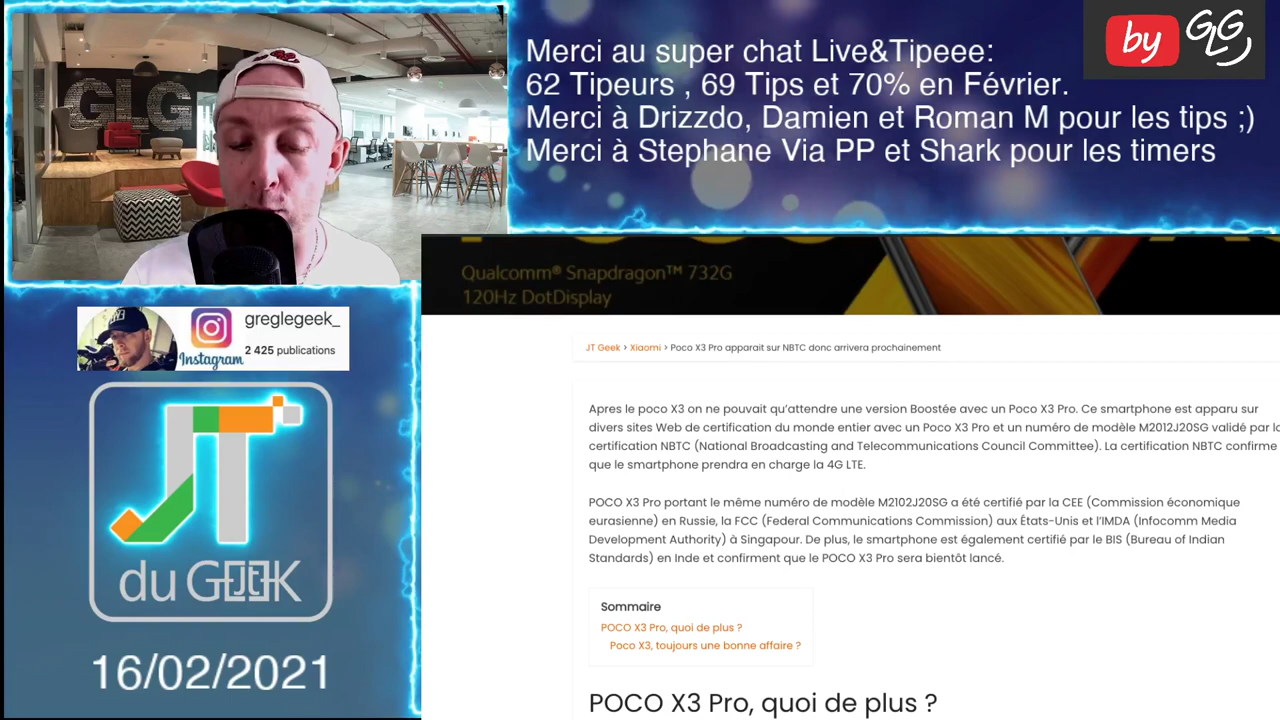 GLG
Merci au super chat Live&Tipeee:
62 Tipeurs , 69 Tips et 70% en Février.
Merci à Drizzdo, Damien et Roman M pour les tips ;)
Merci à Stephane Via PP et Shark pour les timers
by GLG
Qualcomm® Snapdragon™ 732G
120Hz DotDisplay
greglegeek_
Instagram
2 425 publications
JT
du GEEK
16/02/2021
JT Geek > Xiaomi > Poco X3 Pro apparait sur NBTC donc arrivera prochainement
Apres le poco X3 on ne pouvait qu'attendre une version Boostée avec un Poco X3 Pro. Ce smartphone est apparu sur
divers sites Web de certification du monde entier avec un Poco X3 Pro et un numéro de modèle M2012J20SG validé par
certification NBTC (National Broadcasting and Telecommunications Council Committee). La certification NBTC confirme
que le smartphone prendra en charge la 4G LTE.
POCO X3 Pro portant le même numéro de modèle M2102J20SG a été certifié par la CEE (Commission économique
eurasienne) en Russie, la FCC (Federal Communications Commission) aux États-Unis et l'IMDA (Infocomm Media
Development Authority) à Singapour. De plus, le smartphone est également certifié par le BIS (Bureau of Indian
Standards) en Inde et confirment que le POCO X3 Pro sera bientôt lancé.
Sommaire
POCO X3 Pro, quoi de plus ?
Poco X3, toujours une bonne affaire ?
POCO X3 Pro, quoi de plus ?